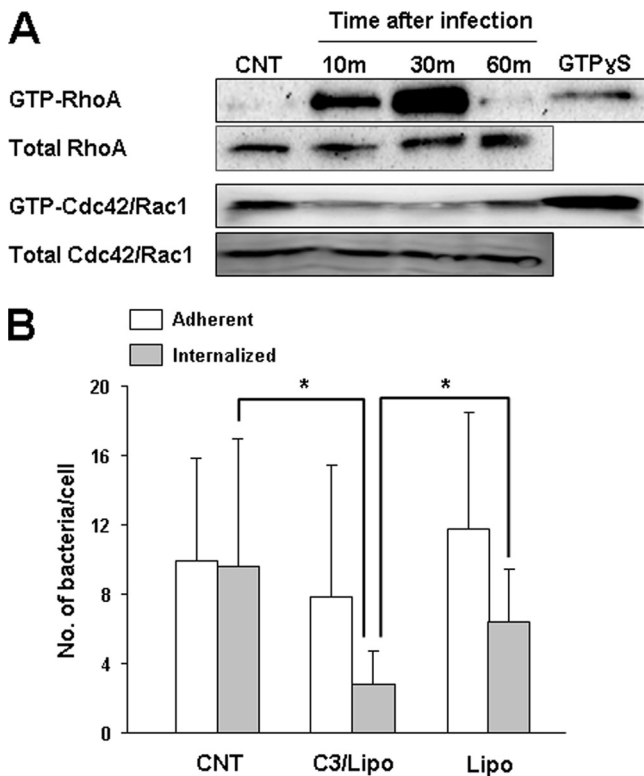 A
Time after infection
CNT 10m 30m 60m GTPɣS
GTP-RhoA
Total RhoA
GTP-Cdc42/Rac1
Total Cdc42/Rac1
B
Adherent
Internalized
* *
No. of bacteria/cell
20
16
12
8
4
0
CNT C3/Lipo Lipo